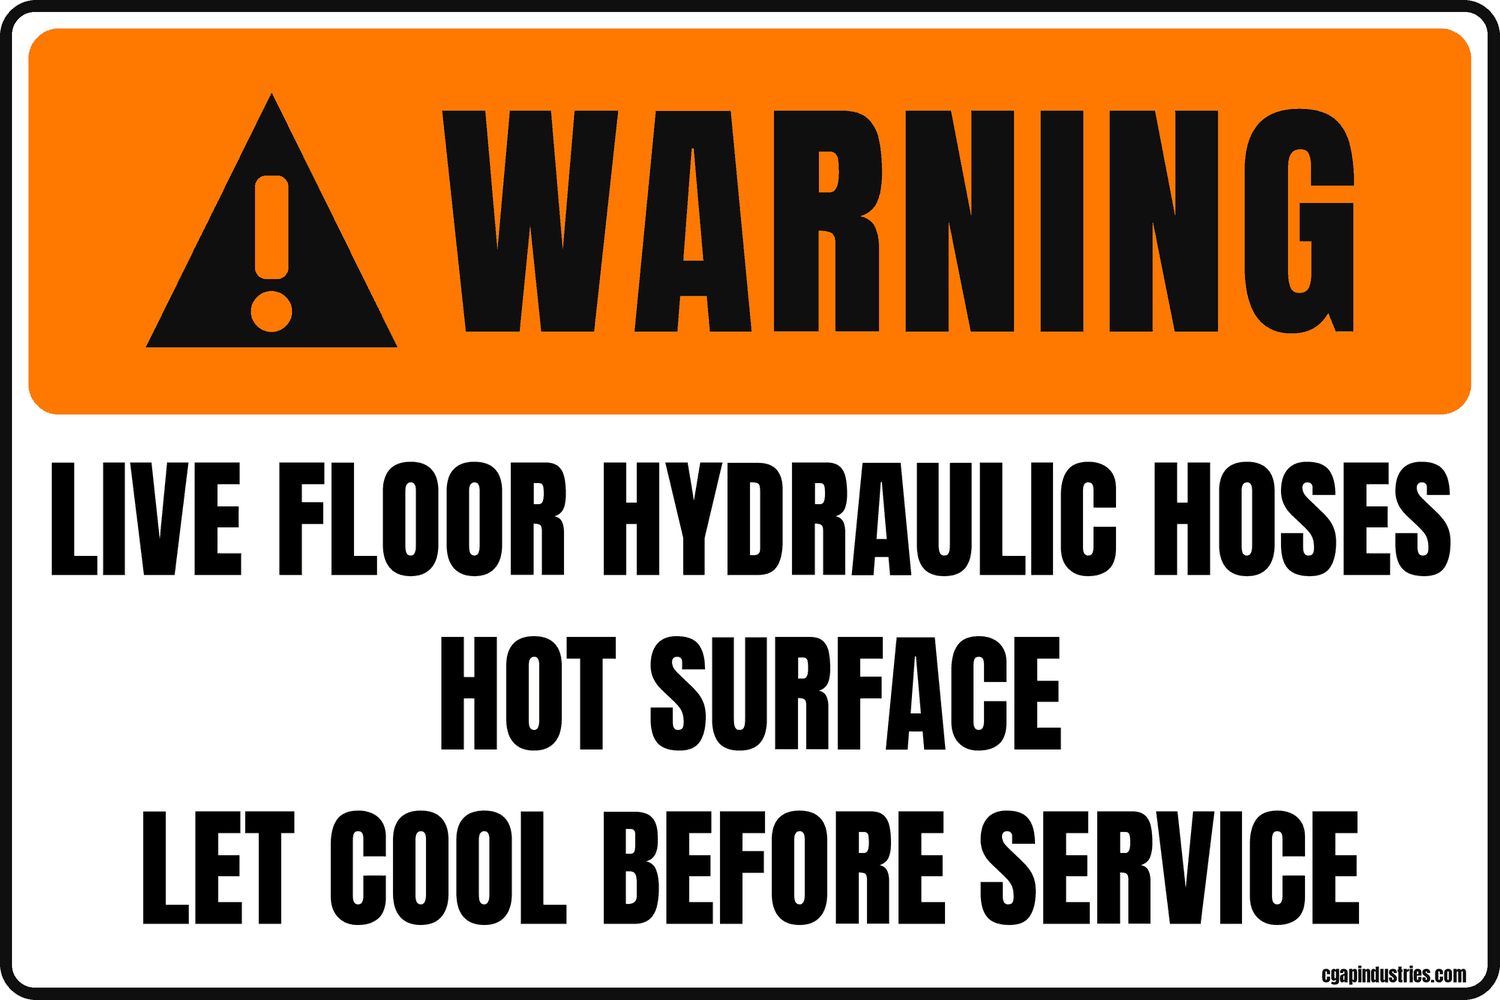 WARNING
LIVE FLOOR HYDRAULIC HOSES
HOT SURFACE
LET COOL BEFORE SERVICE
cgapindustries.com